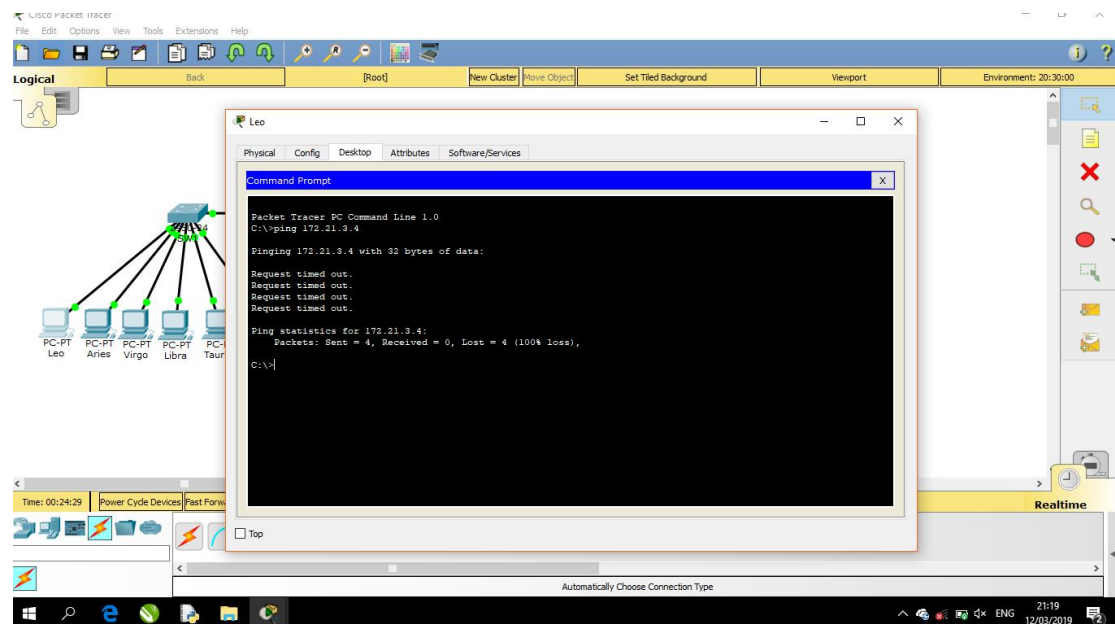 Cisco Packet Tracer
File Edit Options View Tools Extensions Help
Logical Back [Root] New Cluster Move Object Set Tiled Background Viewport Environment: 20:30:00
Leo
Physical Config Desktop Attributes Software/Services
Command Prompt X
Packet Tracer PC Command Line 1.0
C:\>ping 172.21.3.4
Pinging 172.21.3.4 with 32 bytes of data:
Request timed out.
Request timed out.
Request timed out.
Request timed out.
Ping statistics for 172.21.3.4:
Packets: Sent = 4, Received = 0, Lost = 4 (100% loss),
C:\>
SW1
PC-PT PC-PT PC-PT PC-PT PC-
Leo Aries Virgo Libra Taur
Time: 00:24:29 Power Cycle Devices Fast Forw
Realtime
Top
Automatically Choose Connection Type
ENG 21:19
12/03/2019